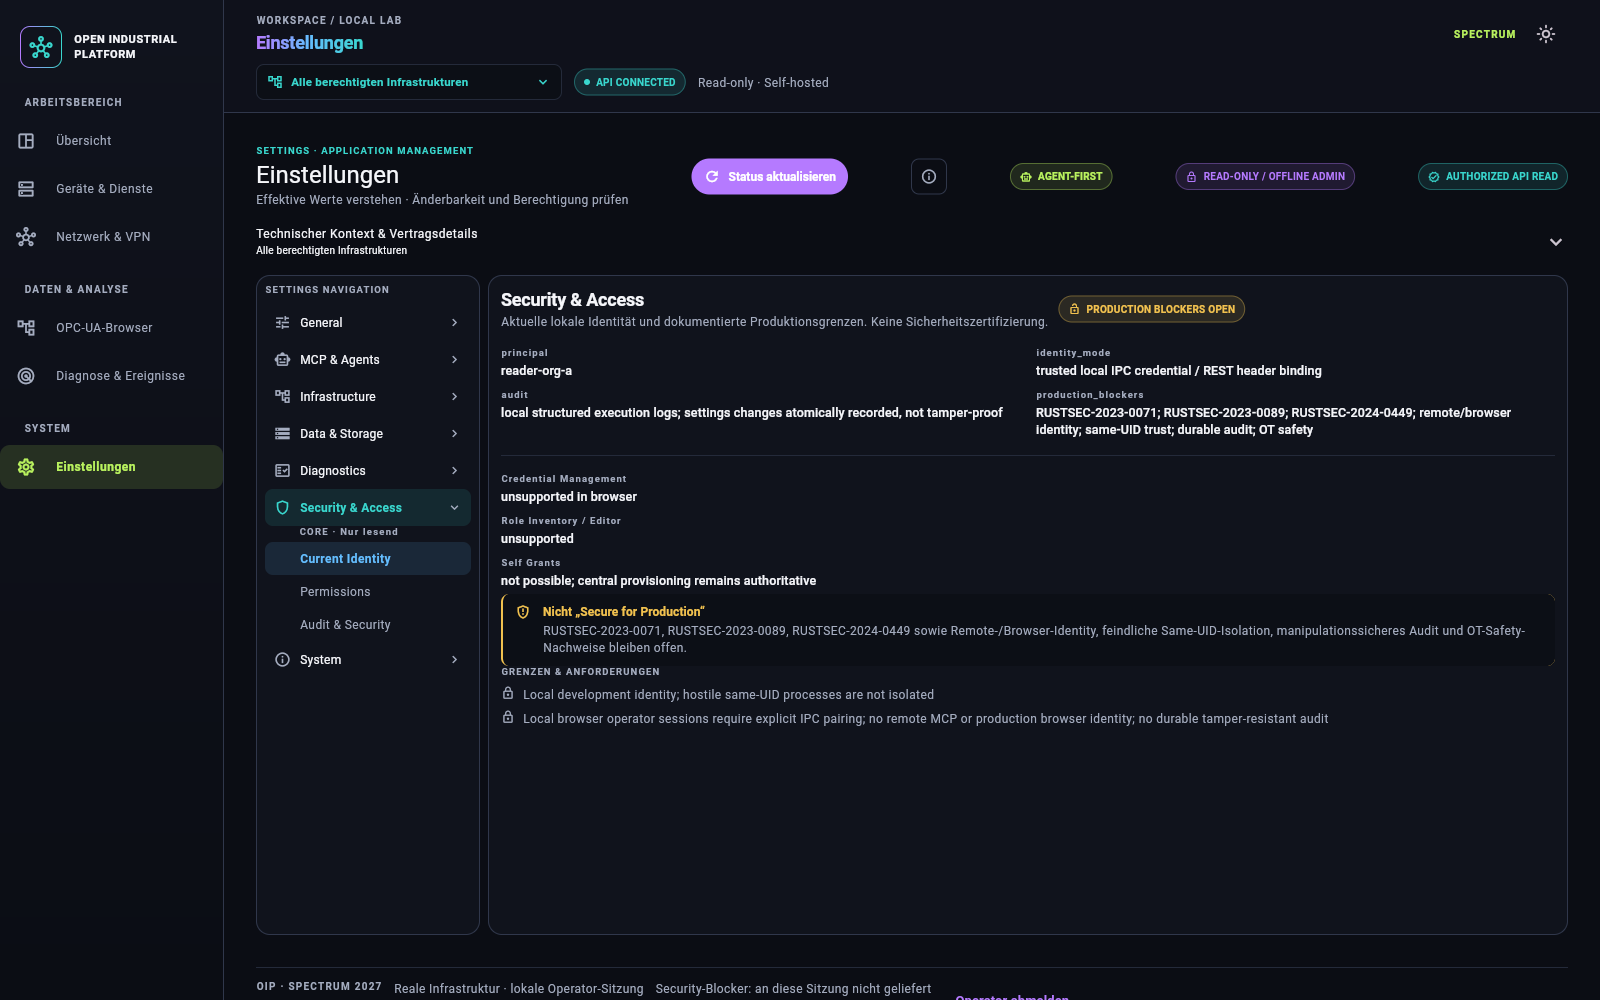 OPEN INDUSTRIAL
PLATFORM
ARBEITSBEREICH
Übersicht
Geräte & Dienste
Netzwerk & VPN
DATEN & ANALYSE
OPC-UA-Browser
Diagnose & Ereignisse
SYSTEM
Einstellungen
WORKSPACE / LOCAL LAB
Einstellungen
SPECTRUM
Alle berechtigten Infrastrukturen
API CONNECTED
Read-only · Self-hosted
SETTINGS · APPLICATION MANAGEMENT
Einstellungen
Effektive Werte verstehen · Änderbarkeit und Berechtigung prüfen
Status aktualisieren
AGENT-FIRST
READ-ONLY / OFFLINE ADMIN
AUTHORIZED API READ
Technischer Kontext & Vertragsdetails
Alle berechtigten Infrastrukturen
SETTINGS NAVIGATION
General
MCP & Agents
Infrastructure
Data & Storage
Diagnostics
Security & Access
CORE · Nur lesend
Current Identity
Permissions
Audit & Security
System
Security & Access
Aktuelle lokale Identität und dokumentierte Produktionsgrenzen. Keine Sicherheitszertifizierung.
PRODUCTION BLOCKERS OPEN
principal
reader-org-a
identity_mode
trusted local IPC credential / REST header binding
audit
local structured execution logs; settings changes atomically recorded, not tamper-proof
production_blockers
RUSTSEC-2023-0071; RUSTSEC-2023-0089; RUSTSEC-2024-0449; remote/browser
identity; same-UID trust; durable audit; OT safety
Credential Management
unsupported in browser
Role Inventory / Editor
unsupported
Self Grants
not possible; central provisioning remains authoritative
Nicht „Secure for Production“
RUSTSEC-2023-0071, RUSTSEC-2023-0089, RUSTSEC-2024-0449 sowie Remote-/Browser-Identity, feindliche Same-UID-Isolation, manipulationssicheres Audit und OT-Safety-
Nachweise bleiben offen.
GRENZEN & ANFORDERUNGEN
Local development identity; hostile same-UID processes are not isolated
Local browser operator sessions require explicit IPC pairing; no remote MCP or production browser identity; no durable tamper-resistant audit
OIP · SPECTRUM 2027
Reale Infrastruktur · lokale Operator-Sitzung
Security-Blocker: an diese Sitzung nicht geliefert
Operator abmelden